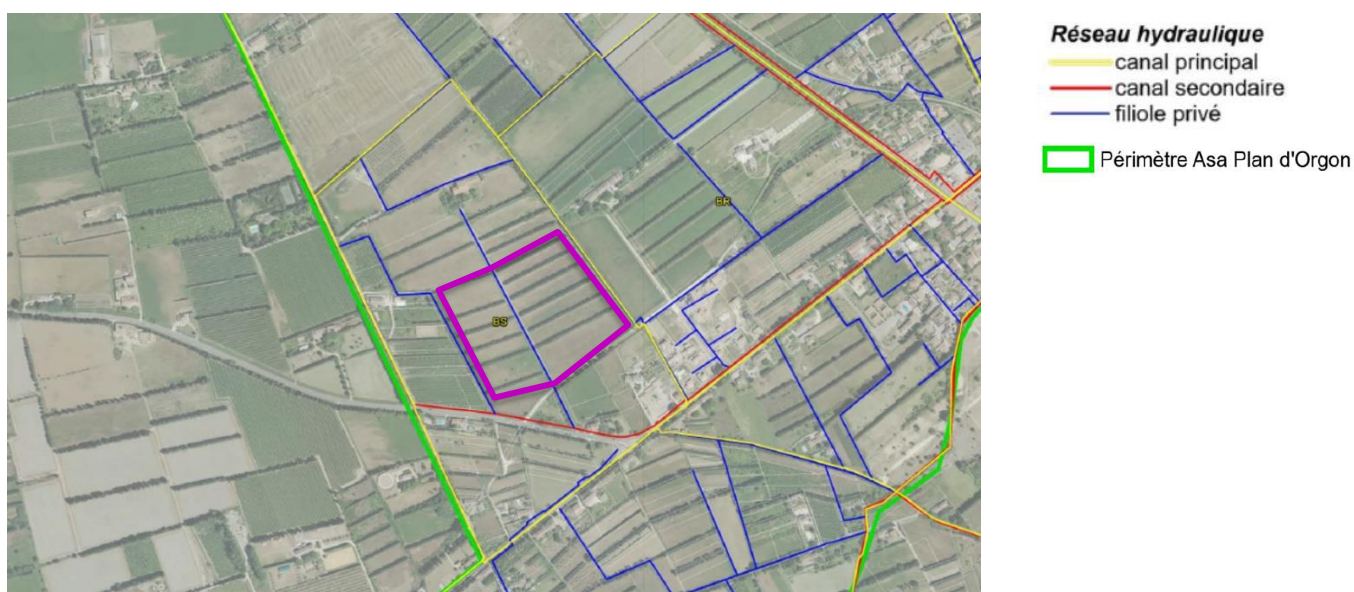 Réseau hydraulique
canal principal
canal secondaire
filiole privé
Périmètre Asa Plan d'Orgon
BR
BS